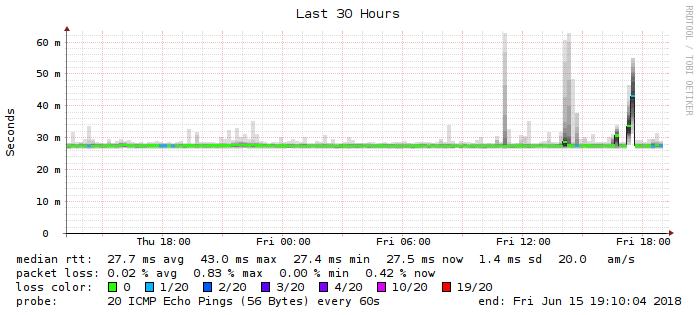 Last 30 Hours
RRDTOOL / TOBI OETIKER
Seconds
60 m
50 m
40 m
30 m
20 m
10 m
0
Thu 18:00 Fri 00:00 Fri 06:00 Fri 12:00 Fri 18:00
median rtt: 27.7 ms avg 43.0 ms max 27.4 ms min 27.5 ms now 1.4 ms sd 20.0 am/s
packet loss: 0.02 % avg 0.83 % max 0.00 % min 0.42 % now
loss color: 0 1/20 2/20 3/20 4/20 10/20 19/20
probe: 20 ICMP Echo Pings (56 Bytes) every 60s end: Fri Jun 15 19:10:04 2018